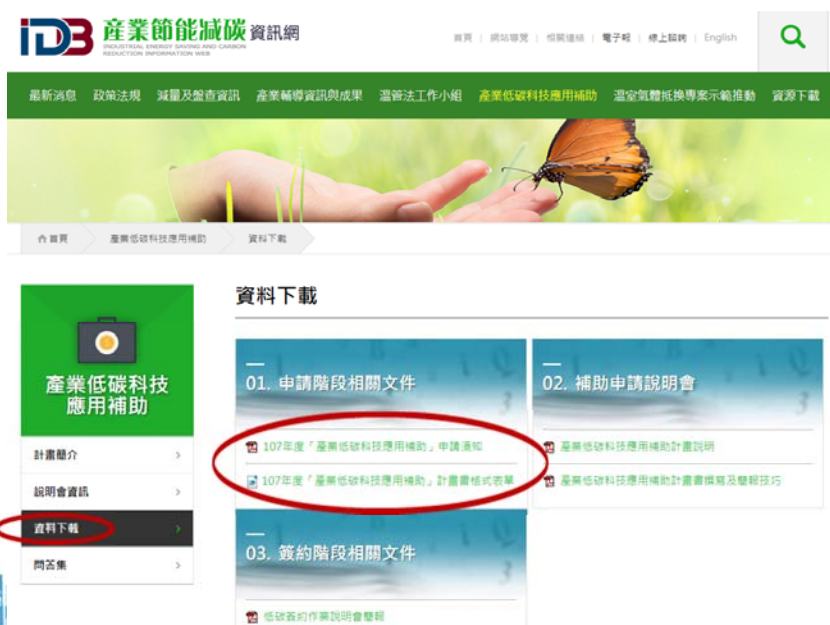 IDB 產業節能減碳 資訊網
INDUSTRIAL ENERGY SAVING AND CARBON
REDUCTION INFORMATION WEB
首頁 | 網站導覽 | 相關連結 | 電子報 | 線上諮詢 | English
最新消息 政策法規 減量及盤查資訊 產業輔導資訊與成果 溫管法工作小組 產業低碳科技應用補助 溫室氣體抵換專案示範推動 資源下載
首頁 產業低碳科技應用補助 資料下載
資料下載
產業低碳科技
應用補助
計畫簡介
說明會資訊
資料下載
問答集
01. 申請階段相關文件
107年度「產業低碳科技應用補助」申請須知
107年度「產業低碳科技應用補助」計畫書格式表單
02. 補助申請說明會
產業低碳科技應用補助計畫說明
產業低碳科技應用補助計畫書撰寫及簡報技巧
03. 簽約階段相關文件
低碳簽約作業說明會簡報